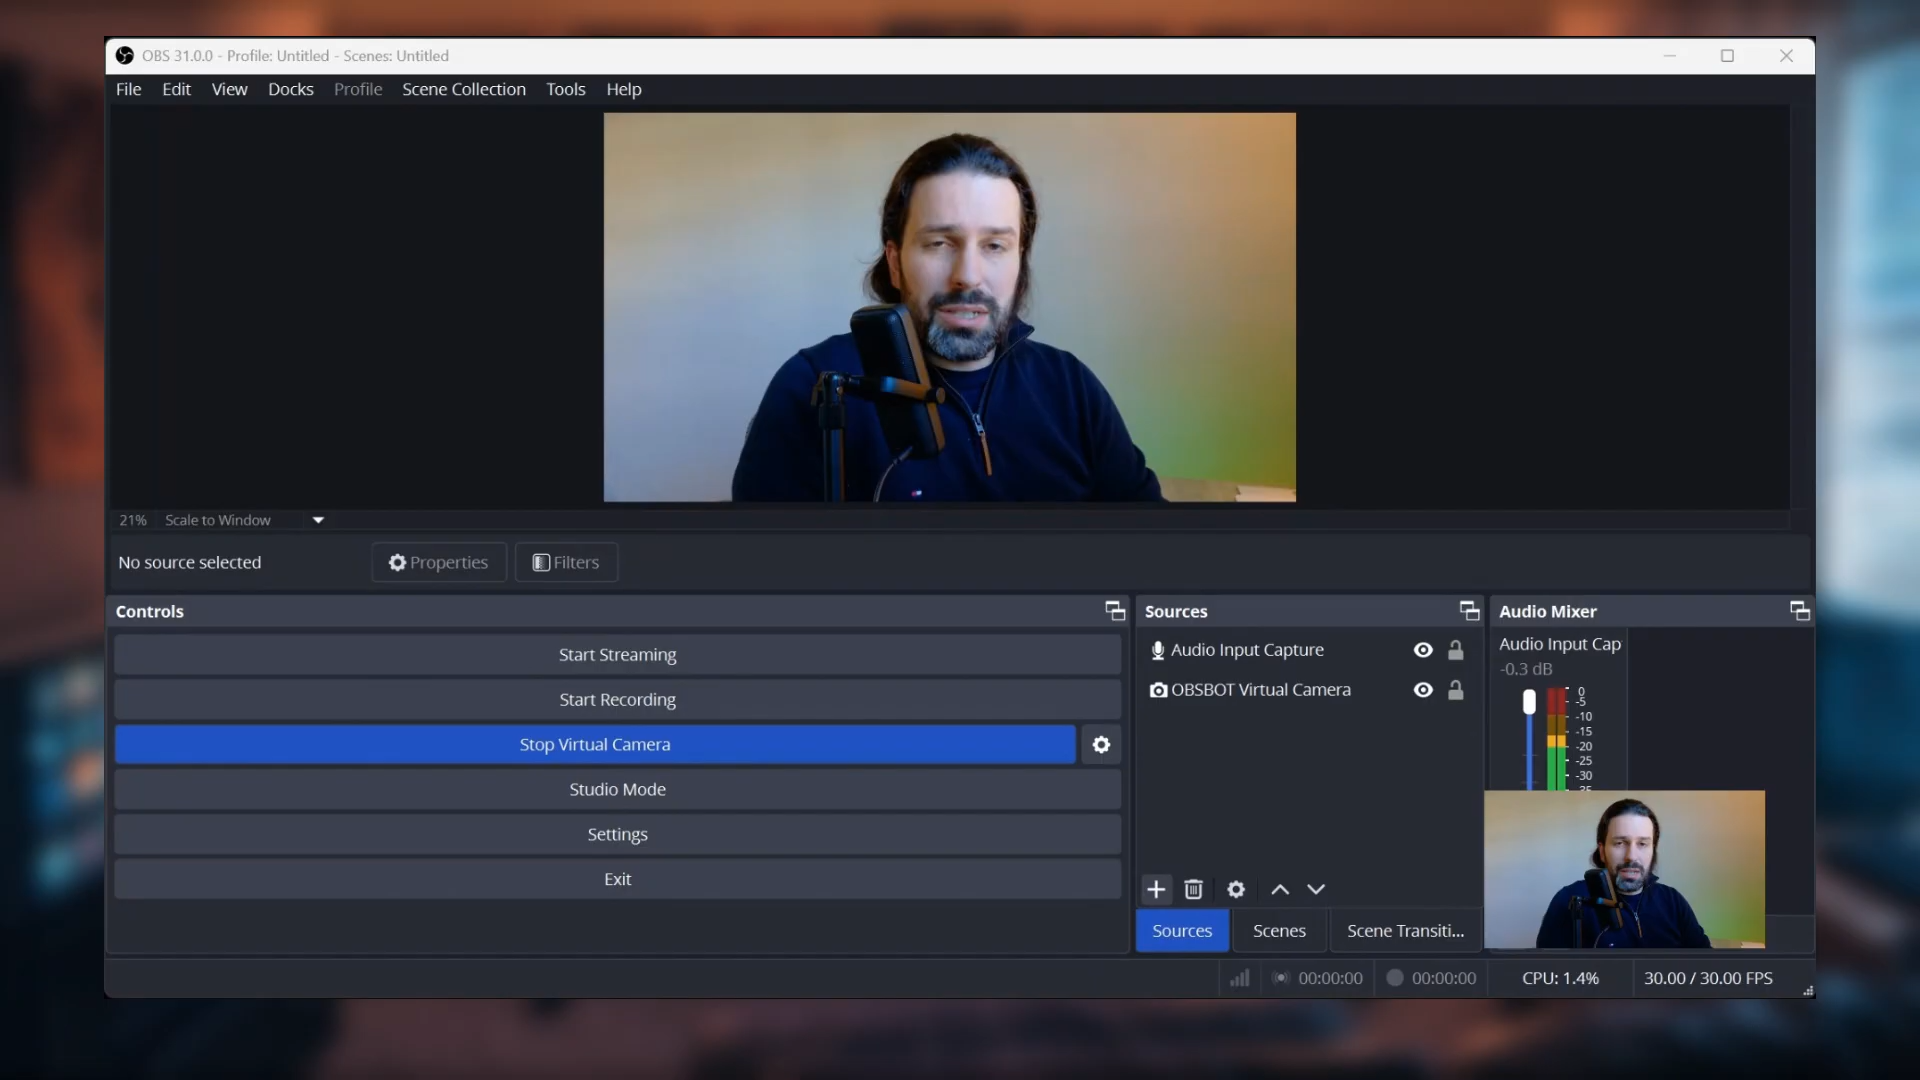 OBS 31.0.0 - Profile: Untitled - Scenes: Untitled
File Edit View Docks Profile Scene Collection Tools Help
21% Scale to Window
No source selected Properties Filters
Controls
Start Streaming
Start Recording
Stop Virtual Camera
Studio Mode
Settings
Exit
Sources
Audio Input Capture
OBSBOT Virtual Camera
Sources Scenes Scene Transiti...
Audio Mixer
Audio Input Cap
-0.3 dB
0
-5
-10
-15
-20
-25
-30
00:00:00 00:00:00 CPU: 1.4% 30.00 / 30.00 FPS